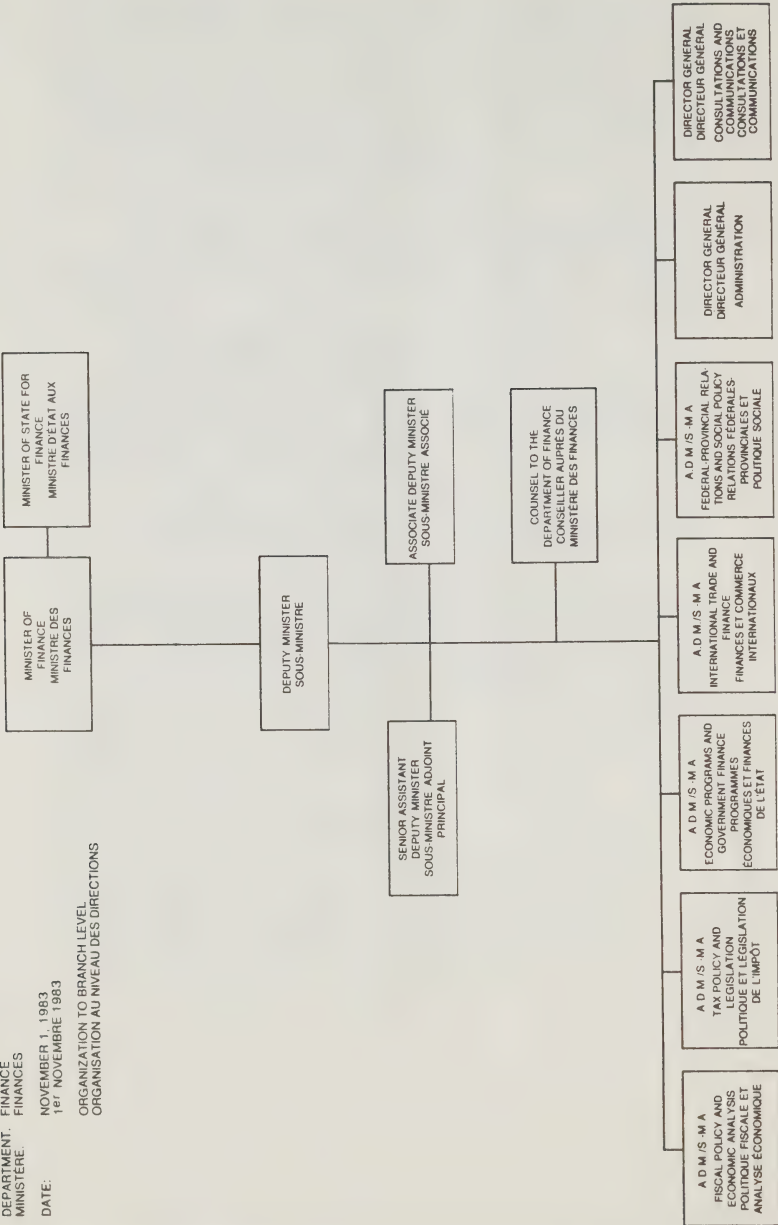 DEPARTMENT. FINANCE
MINISTÈRE. FINANCES
DATE: NOVEMBER 1, 1983
1er NOVEMBRE 1983
ORGANIZATION TO BRANCH LEVEL
ORGANISATION AU NIVEAU DES DIRECTIONS
MINISTER OF
FINANCE
MINISTRE DES
FINANCES
MINISTER OF STATE FOR
FINANCE
MINISTRE D'ÉTAT AUX
FINANCES
DEPUTY MINISTER
SOUS-MINISTRE
SENIOR ASSISTANT
DEPUTY MINISTER
SOUS-MINISTRE ADJOINT
PRINCIPAL
ASSOCIATE DEPUTY MINISTER
SOUS-MINISTRE ASSOCIÉ
COUNSEL TO THE
DEPARTMENT OF FINANCE
CONSEILLER AUPRÈS DU
MINISTÈRE DES FINANCES
A D M /S -M A
FISCAL POLICY AND
ECONOMIC ANALYSIS
POLITIQUE FISCALE ET
ANALYSE ÉCONOMIQUE
A D M /S -M A
TAX POLICY AND
LEGISLATION
POLITIQUE ET LÉGISLATION
DE L'IMPÔT
A D M /S -M A
ECONOMIC PROGRAMS AND
GOVERNMENT FINANCE
PROGRAMMES
ÉCONOMIQUES ET FINANCES
DE L'ÉTAT
A.D M /S -M A
INTERNATIONAL TRADE AND
FINANCE
FINANCES ET COMMERCE
INTERNATIONAUX
A.D M /S -M A
FEDERAL-PROVINCIAL RELA-
TIONS AND SOCIAL POLICY
RELATIONS FÉDÉRALES-
PROVINCIALES ET
POLITIQUE SOCIALE
DIRECTOR GENERAL
DIRECTEUR GÉNÉRAL
ADMINISTRATION
DIRECTOR GENERAL
DIRECTEUR GÉNÉRAL
CONSULTATIONS AND
COMMUNICATIONS
CONSULTATIONS ET
COMMUNICATIONS